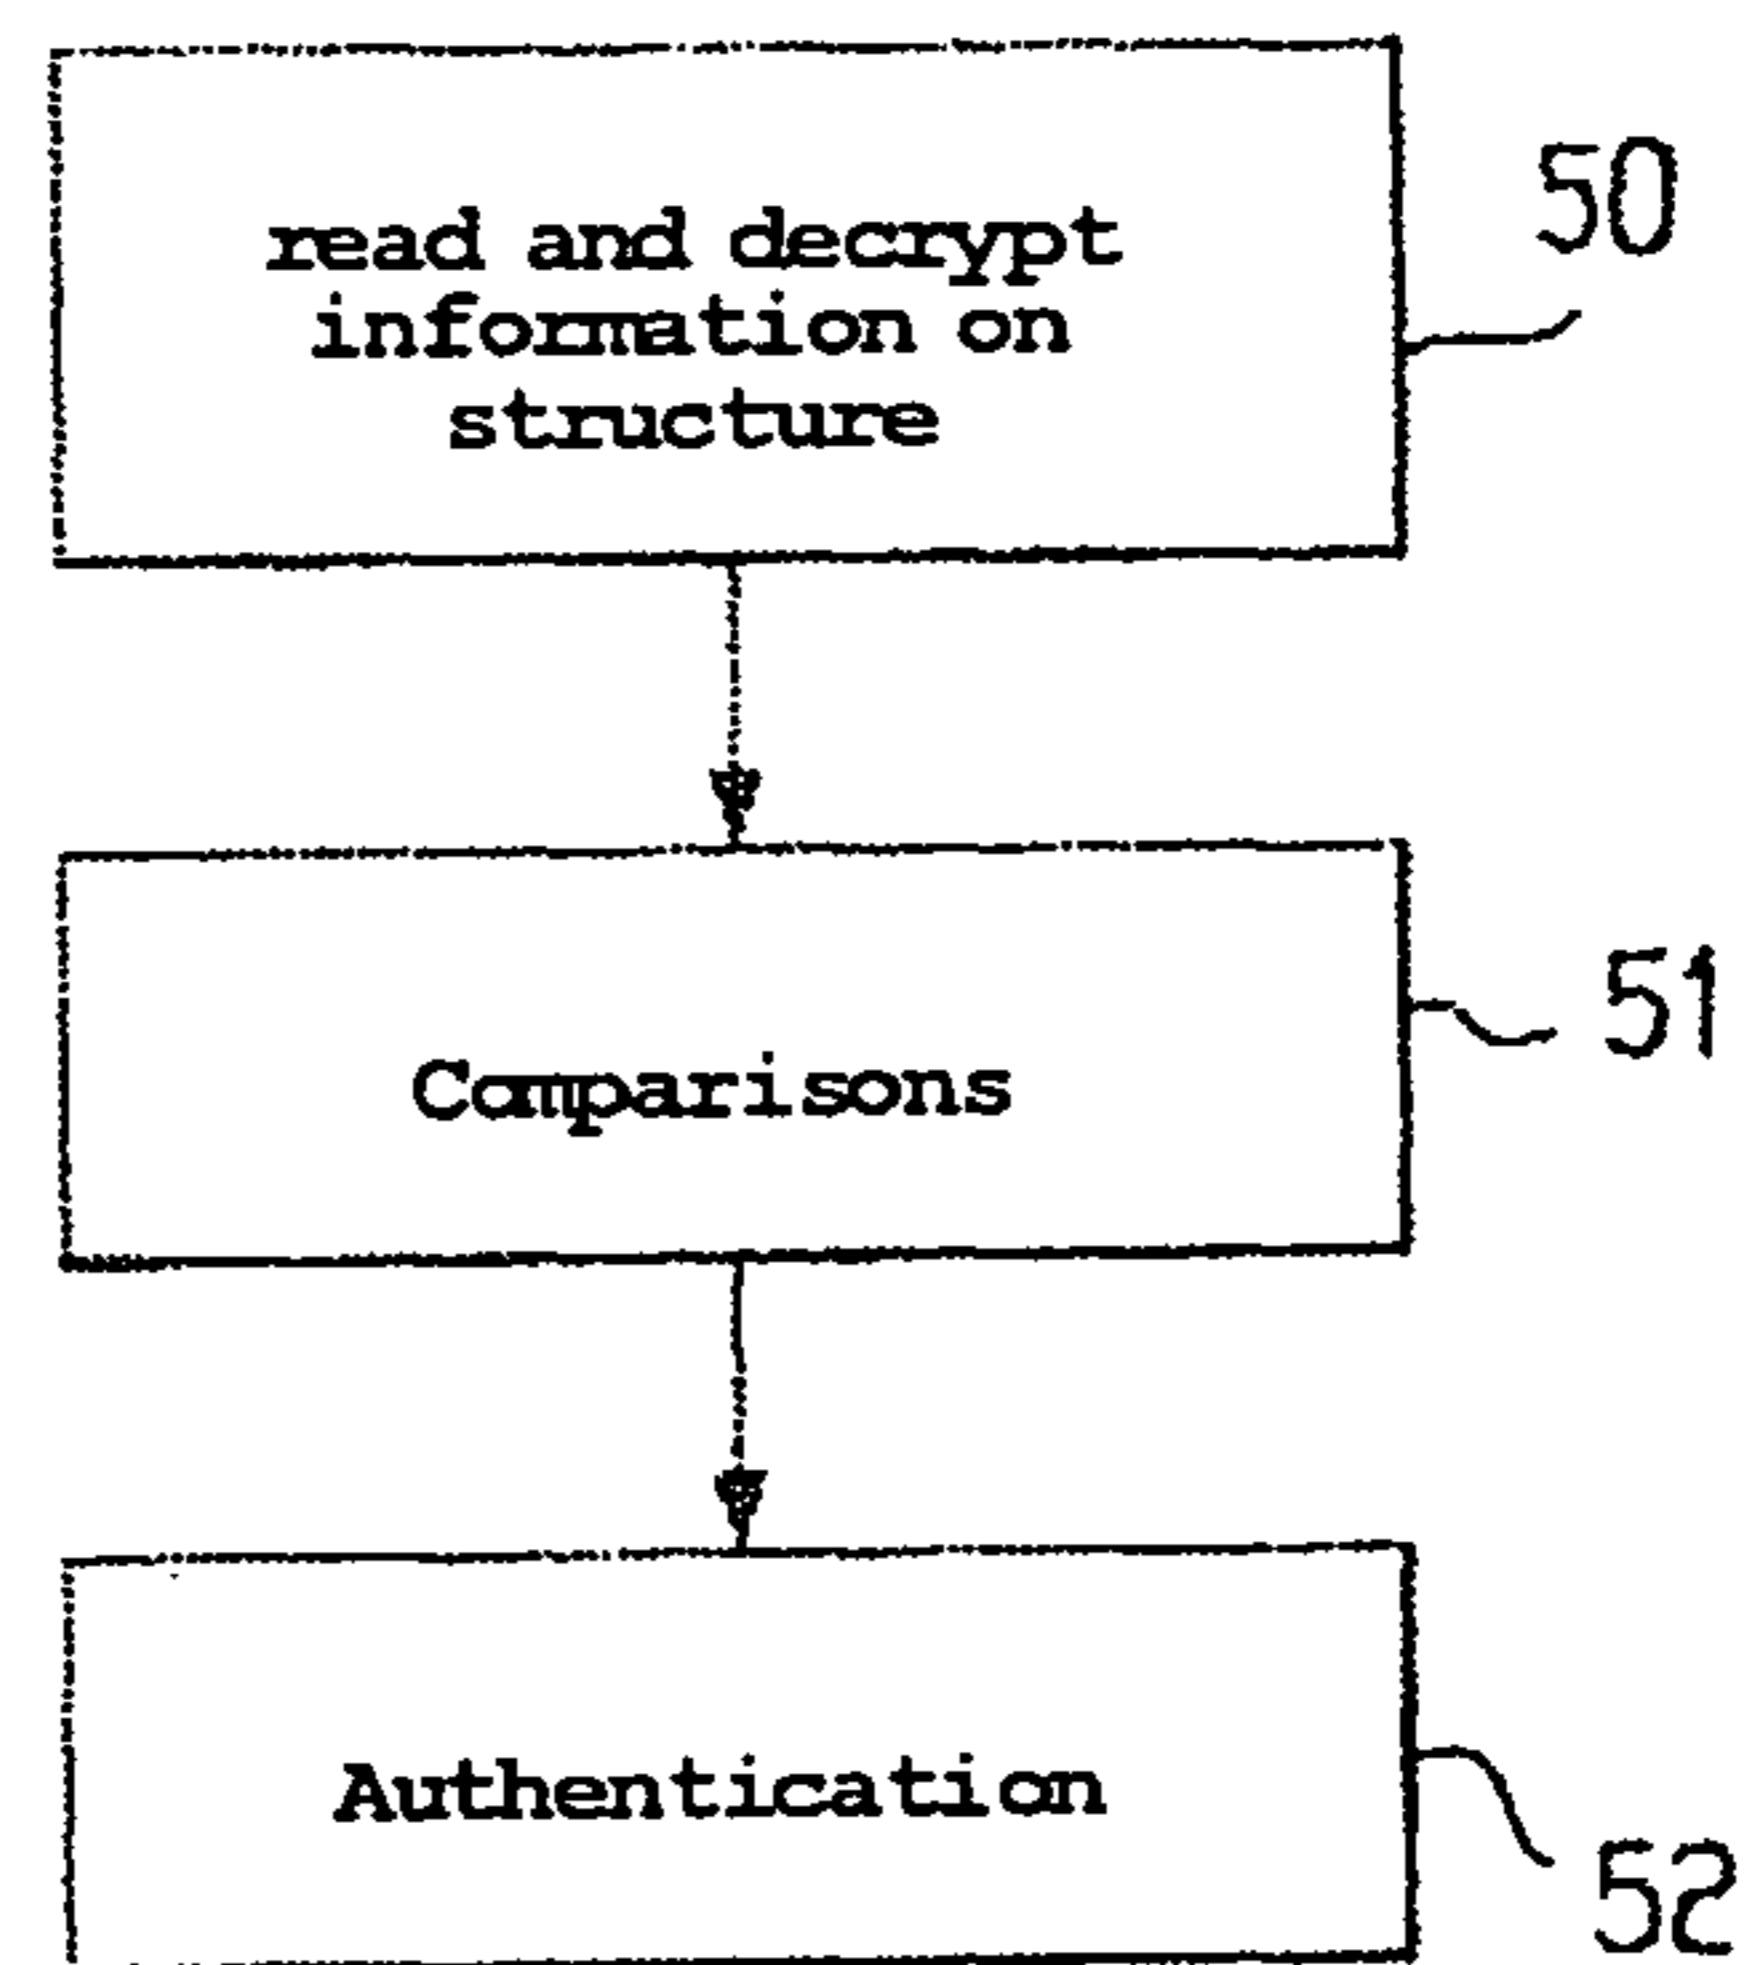 read and decrypt
information on
structure
50
Comparisons
51
Authentication
52